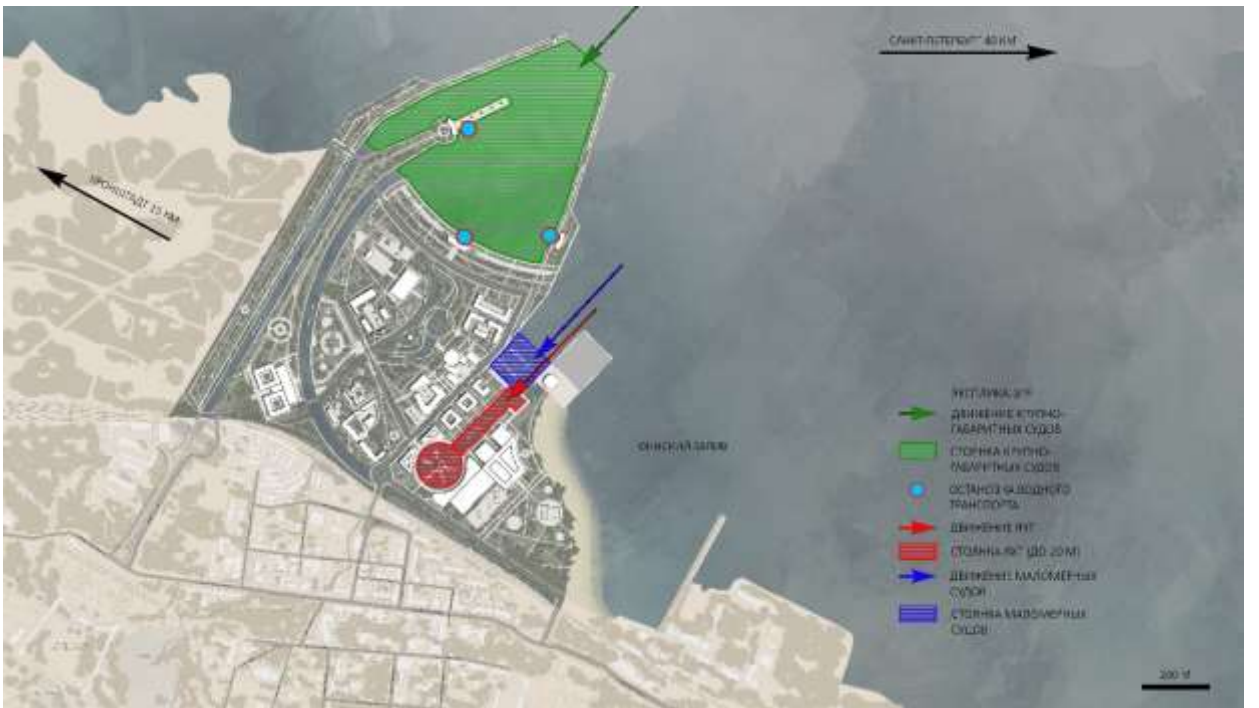 САНКТ-ПЕТЕРБУРГ 40 КМ
КРОНШТАДТ 15 КМ
ФИНСКИЙ ЗАЛИВ
ЭКСПЛИКАЦИЯ
ДВИЖЕНИЕ КРУПНО-
ГАБАРИТНЫХ СУДОВ
СТОЯНКА КРУПНО-
ГАБАРИТНЫХ СУДОВ
ОСТАНОВКА ВОДНОГО
ТРАНСПОРТА
ДВИЖЕНИЕ ЯХТ
СТОЯНКА ЯХТ (ДО 20 М)
ДВИЖЕНИЕ МАЛОМЕРНЫХ
СУДОВ
СТОЯНКА МАЛОМЕРНЫХ
СУДОВ
200 М